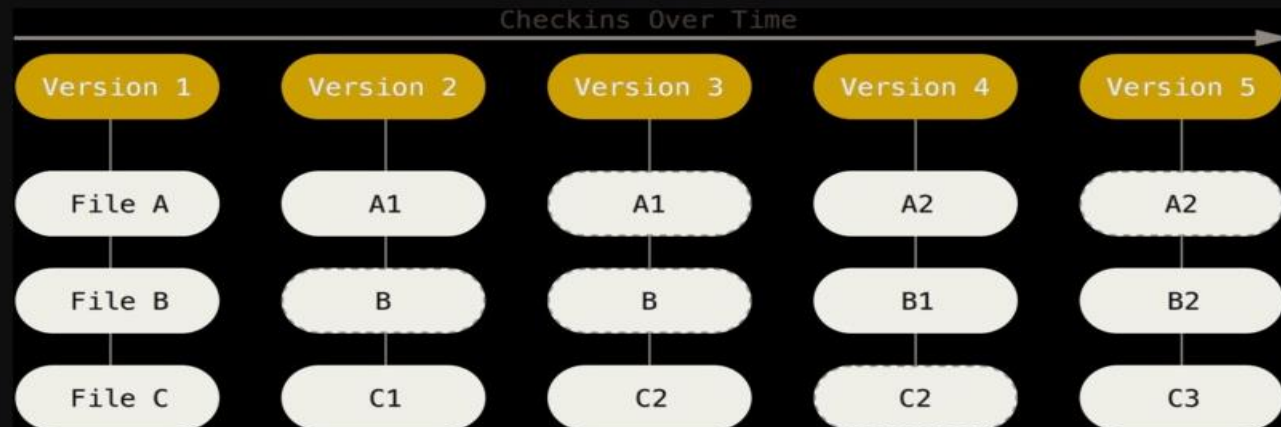 Checkins Over Time
Version 1 Version 2 Version 3 Version 4 Version 5
File A A1 A1 A2 A2
File B B B B1 B2
File C C1 C2 C2 C3